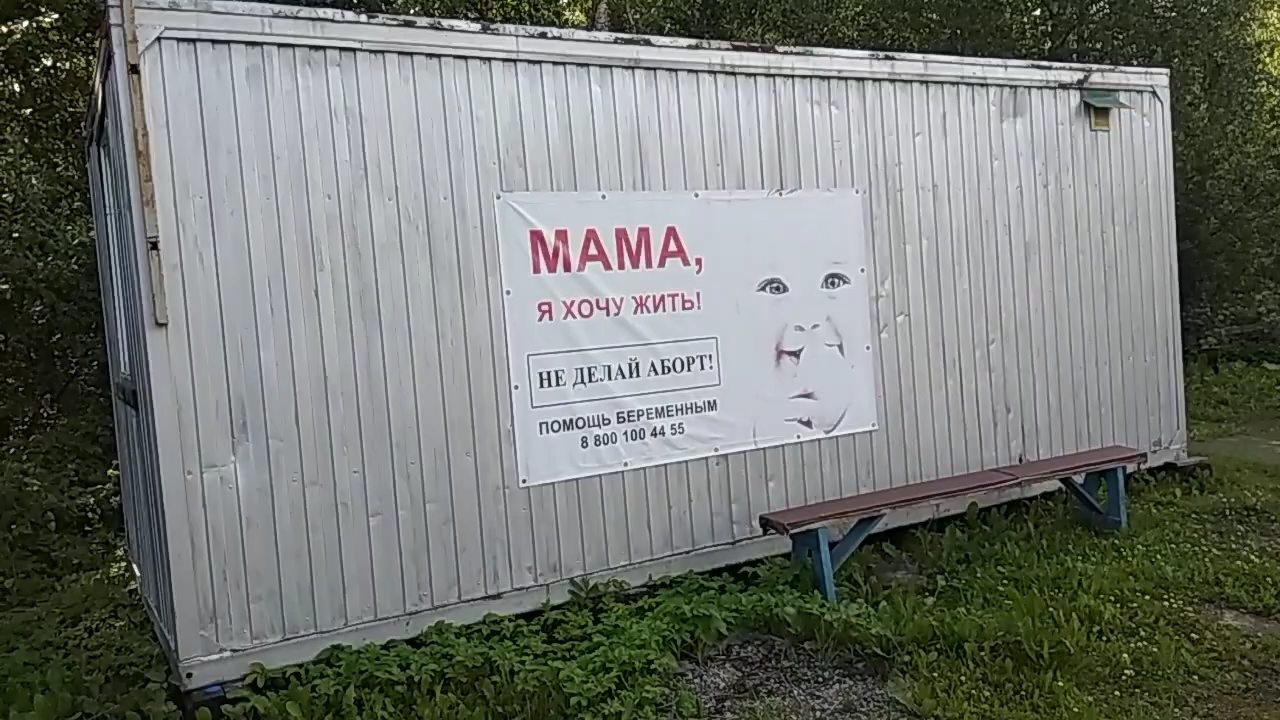 МАМА,
Я ХОЧУ ЖИТЬ!
НЕ ДЕЛАЙ АБОРТ!
ПОМОЩЬ БЕРЕМЕННЫМ
8 800 100 44 55